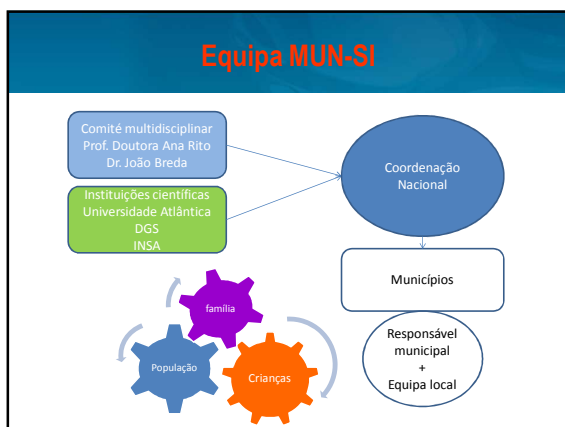 Equipa MUN-SI
Comité multidisciplinar
Prof. Doutora Ana Rito
Dr. João Breda
Instituições científicas
Universidade Atlântica
DGS
INSA
Coordenação
Nacional
Municípios
Responsável
municipal
+
Equipa local
família
População
Crianças